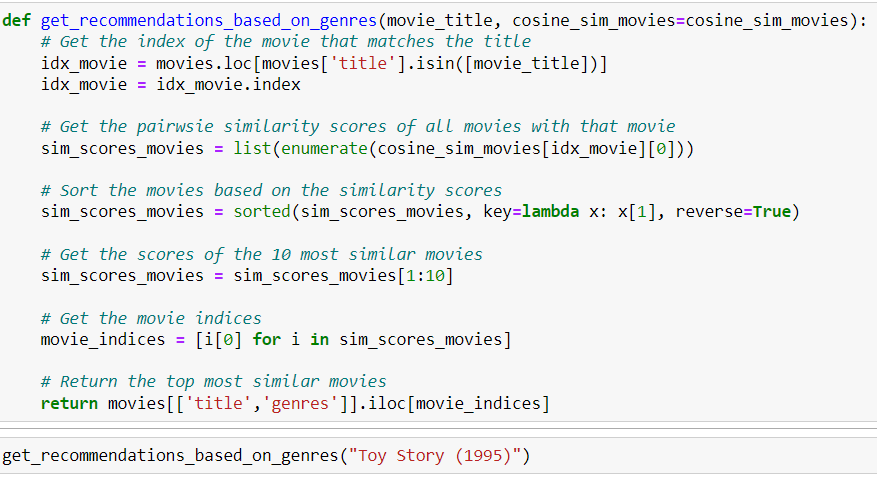 def get_recommendations_based_on_genres(movie_title, cosine_sim_movies=cosine_sim_movies):
    # Get the index of the movie that matches the title
    idx_movie = movies.loc[movies['title'].isin([movie_title])]
    idx_movie = idx_movie.index
    # Get the pairwsie similarity scores of all movies with that movie
    sim_scores_movies = list(enumerate(cosine_sim_movies[idx_movie][0]))
    # Sort the movies based on the similarity scores
    sim_scores_movies = sorted(sim_scores_movies, key=lambda x: x[1], reverse=True)
    # Get the scores of the 10 most similar movies
    sim_scores_movies = sim_scores_movies[1:10]
    # Get the movie indices
    movie_indices = [i[0] for i in sim_scores_movies]
    # Return the top most similar movies
    return movies[['title','genres']].iloc[movie_indices]
get_recommendations_based_on_genres("Toy Story (1995)")